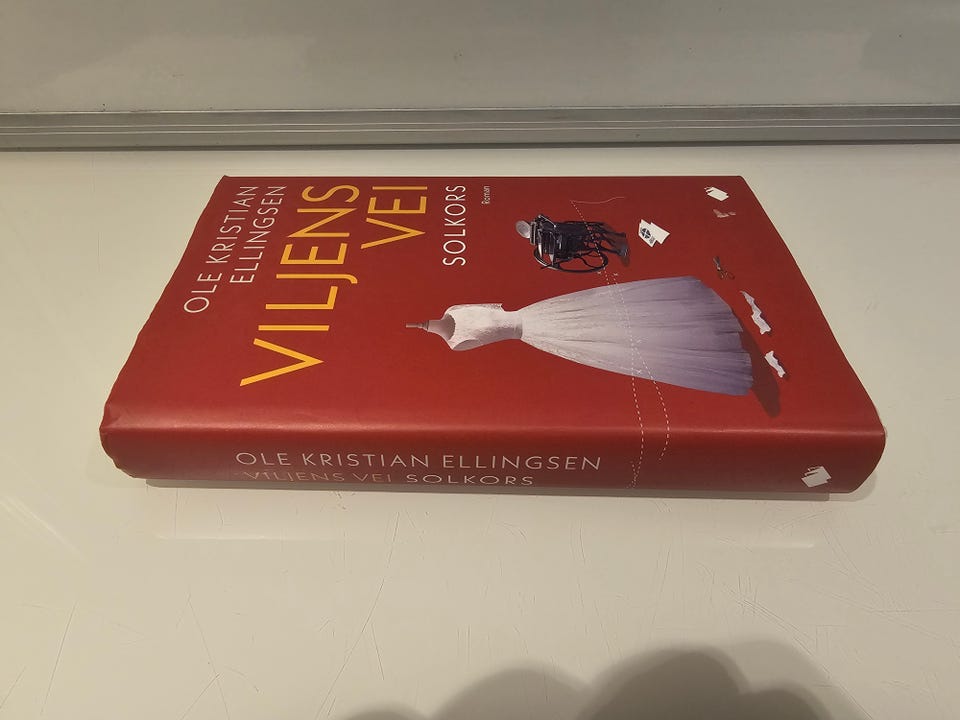 OLE KRISTIAN
ELLINGSEN
VILJENS
VEI
SOLKORS
Roman
OLE KRISTIAN ELLINGSEN
VILJENS VEI SOLKORS